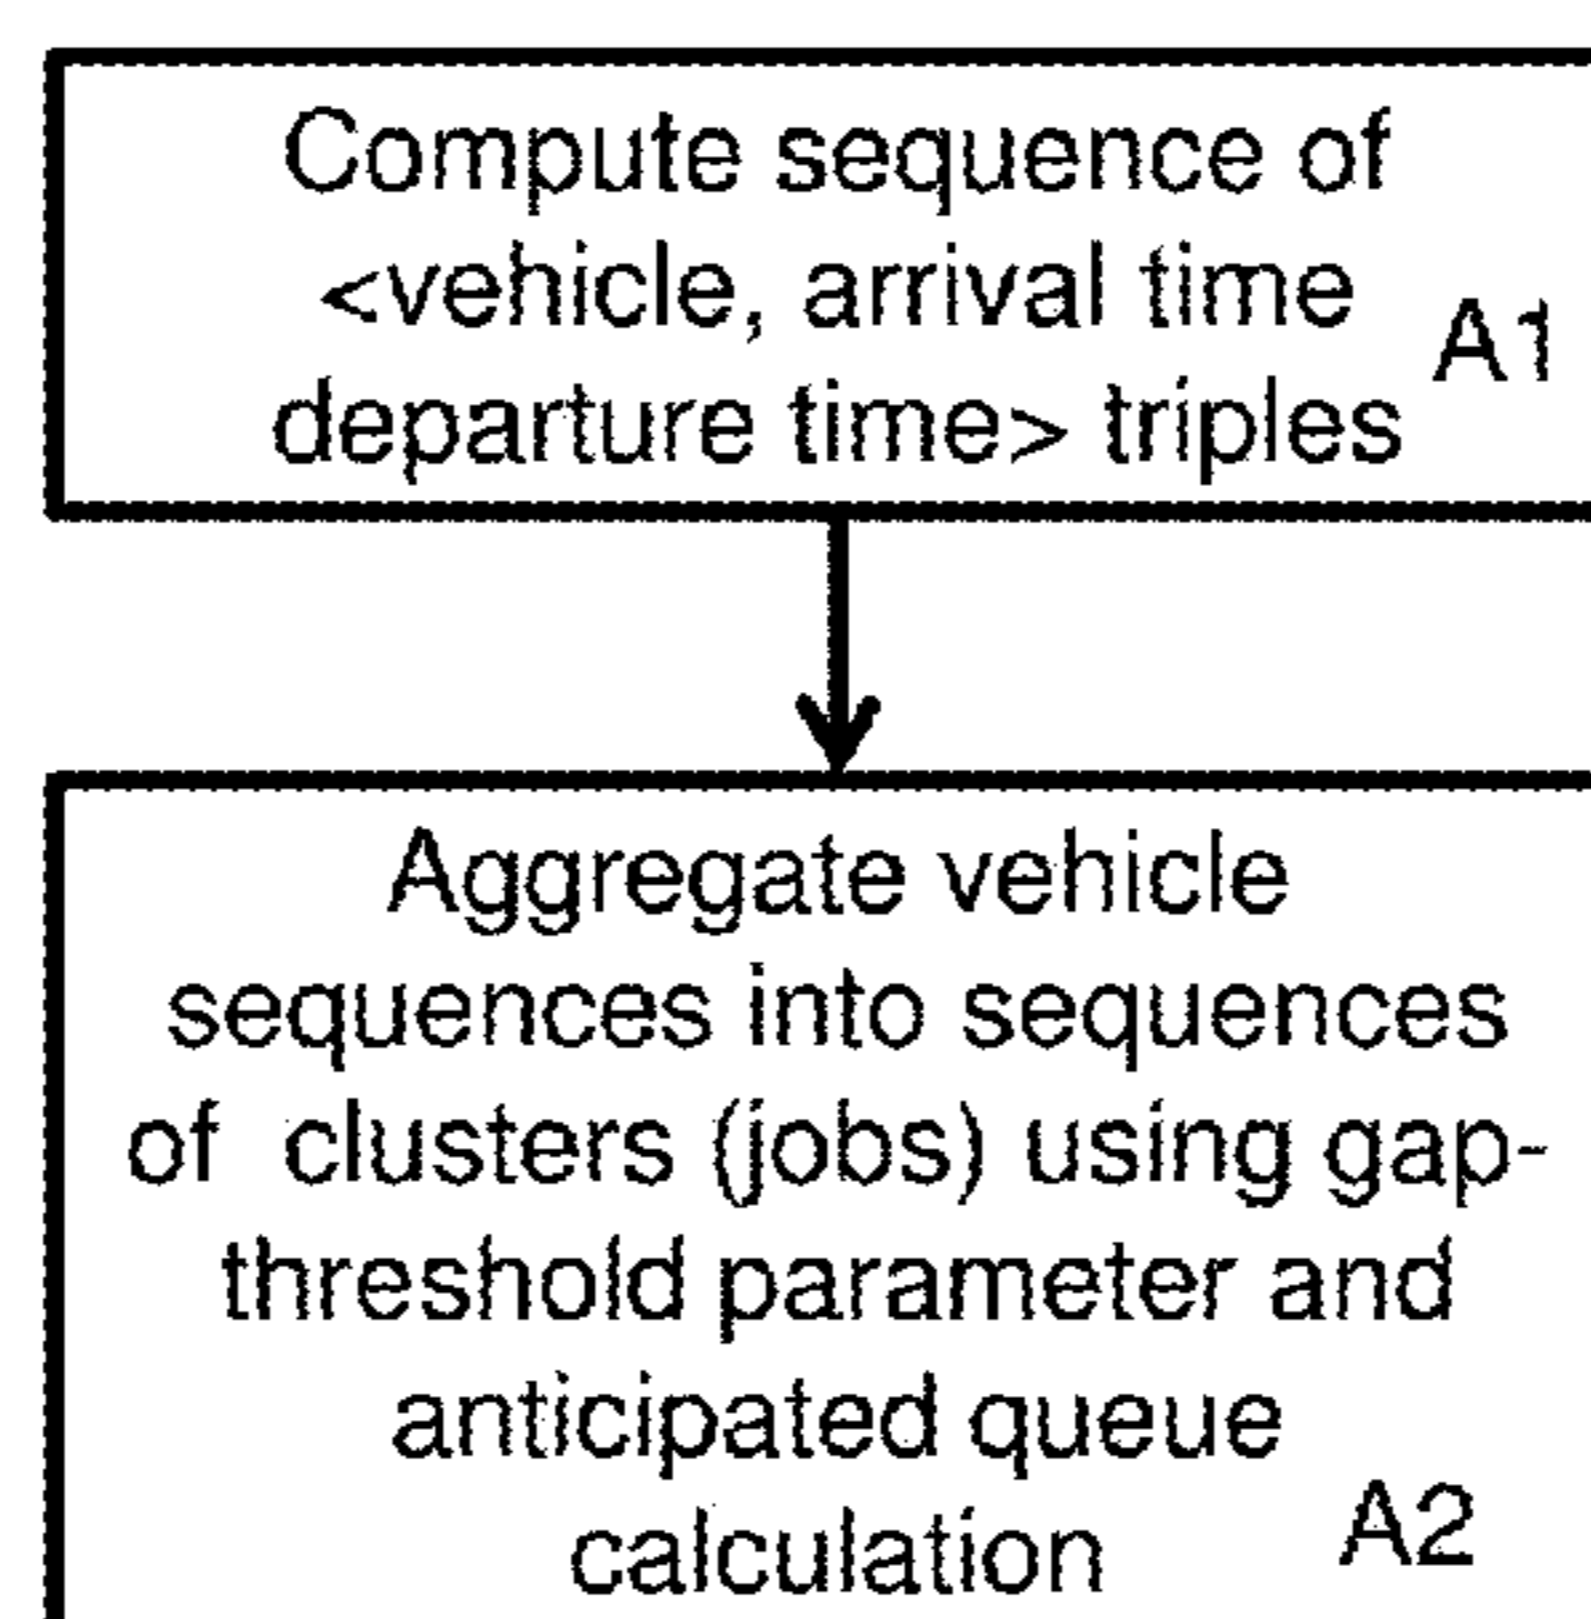 Compute sequence of
<vehicle, arrival time
departure time> triples
A1
Aggregate vehicle
sequences into sequences
of clusters (jobs) using gap-
threshold parameter and
anticipated queue
calculation
A2